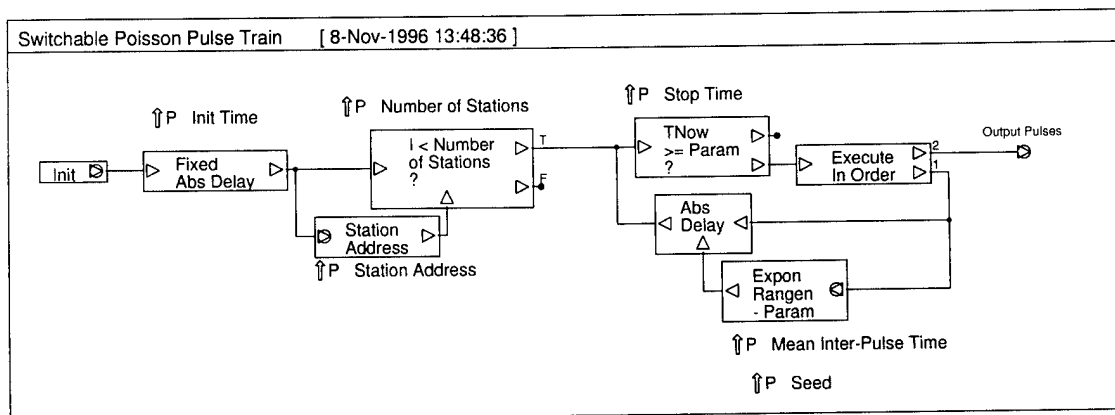 Switchable Poisson Pulse Train [ 8-Nov-1996 13:48:36 ]
⇧P Init Time
⇧P Number of Stations
⇧P Stop Time
Init
Fixed
Abs Delay
I < Number
of Stations
?
T
F
TNow
>= Param
?
Execute
In Order
2
1
Output Pulses
Station
Address
⇧P Station Address
Abs
Delay
Expon
Rangen
- Param
⇧P Mean Inter-Pulse Time
⇧P Seed